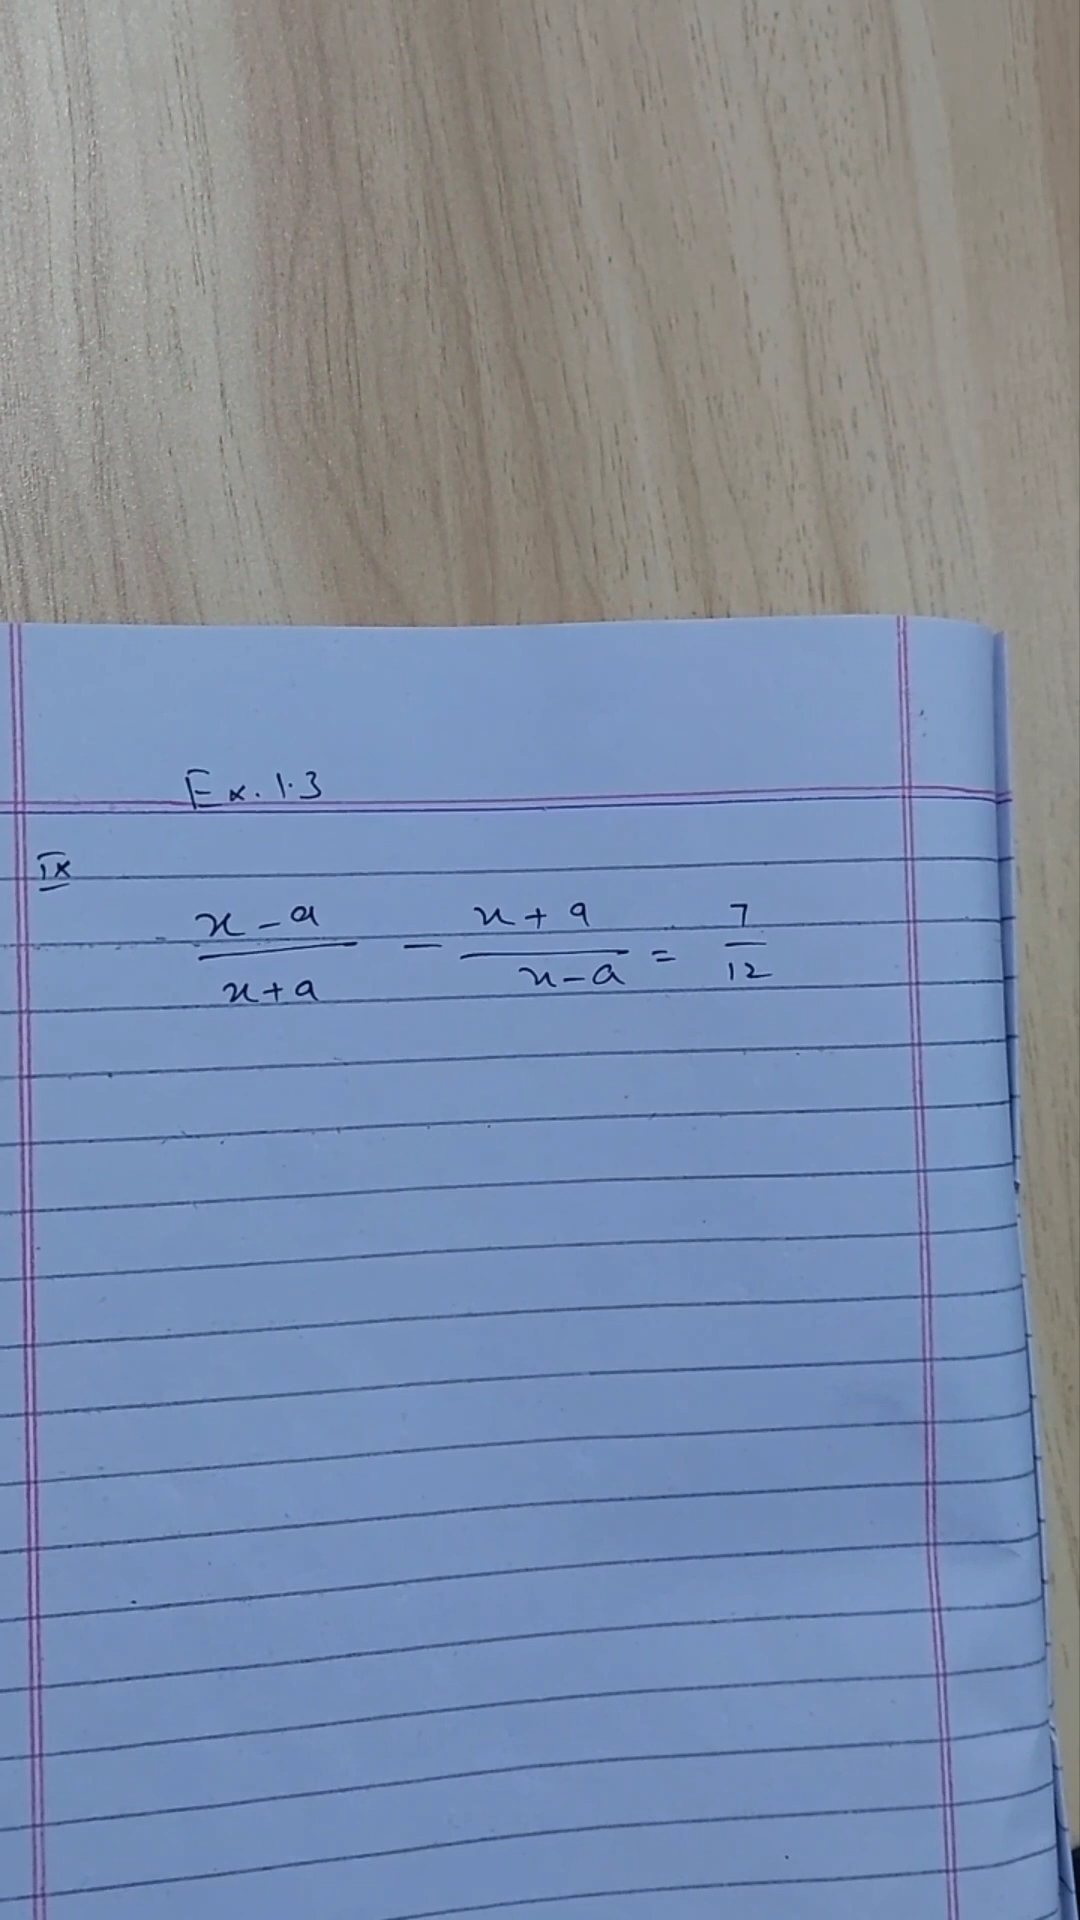 Ex. 1.3
ix
x - a / x + a - x + a / x - a = 7 / 12